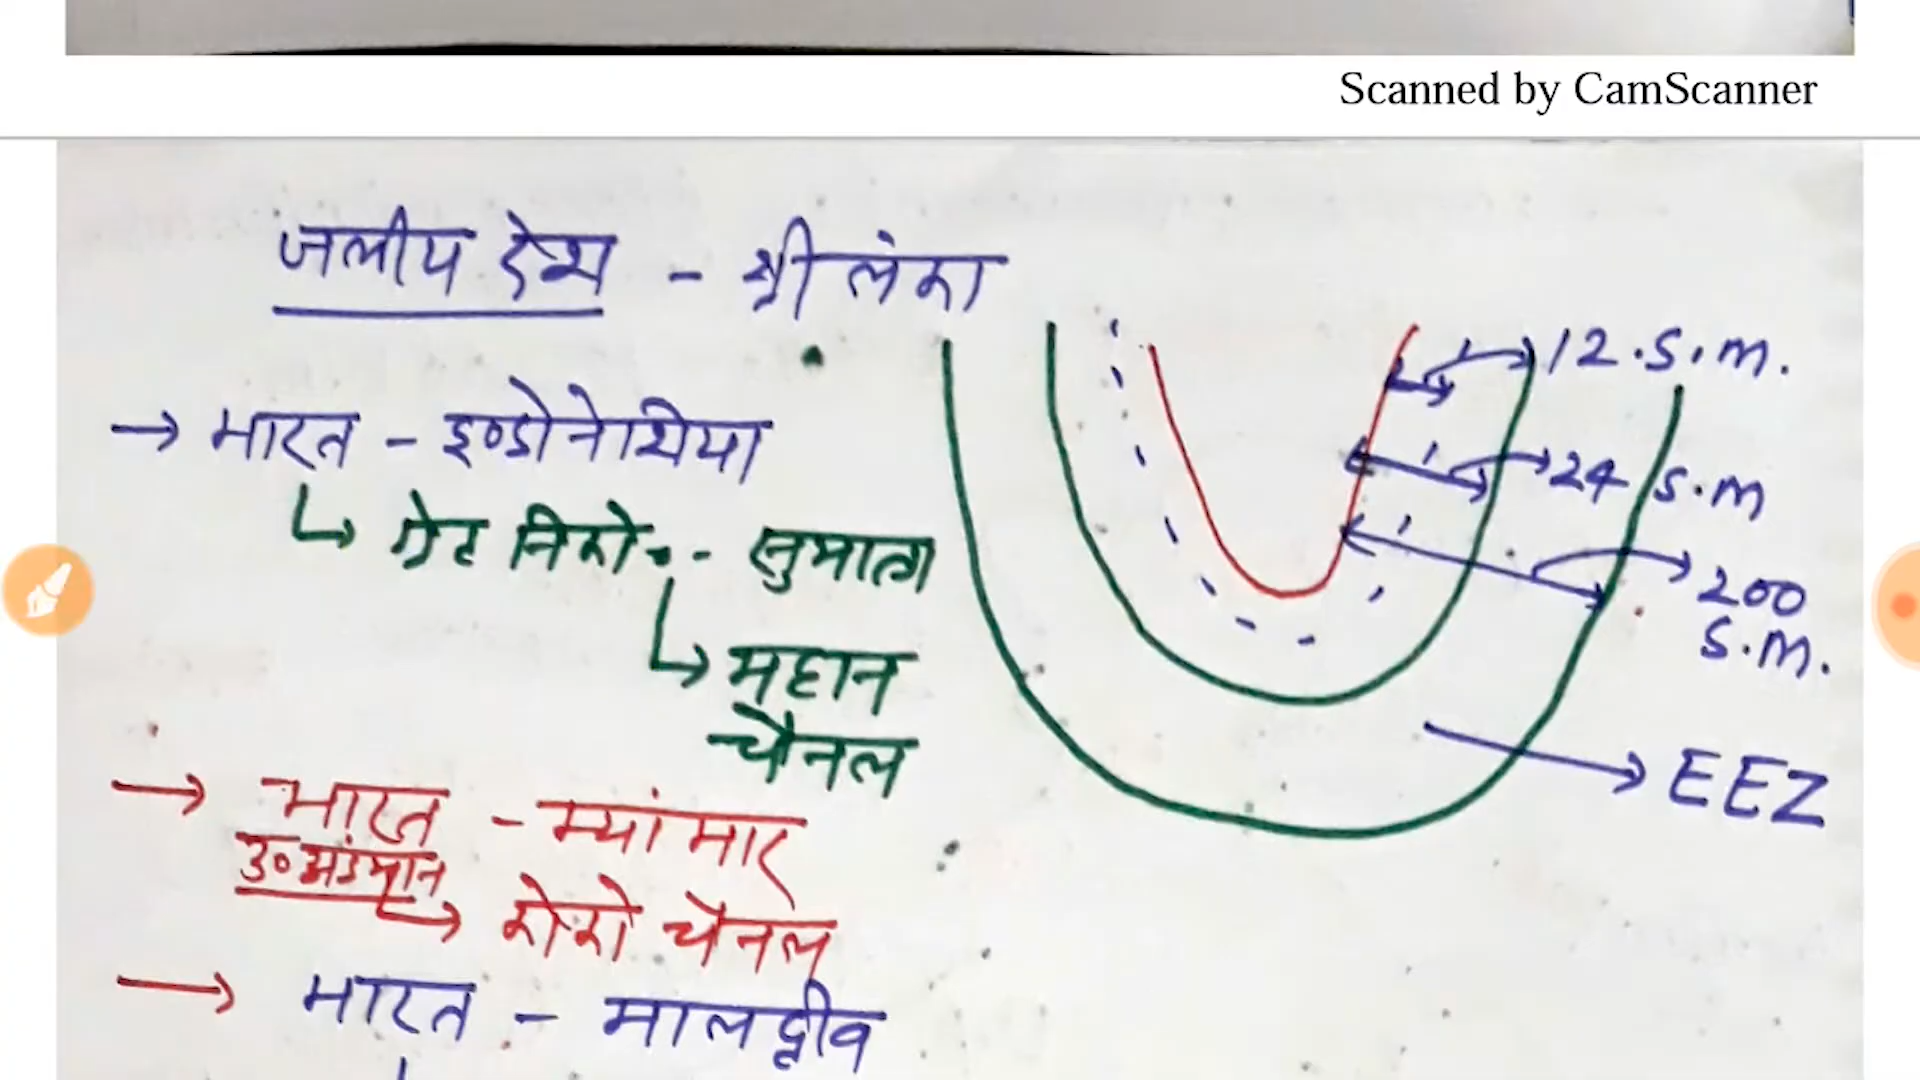 Scanned by CamScanner
जलीय देश - श्री लंका
→ भारत - इण्डोनेशिया
ग्रेट निको. - सुमात्रा
महान
चैनल
→ भारत - म्यांमार
उ० अंडमान
कोको चैनल
→ भारत - मालद्वीव
12.S.m.
24 S.m
200
S.m.
EEZ